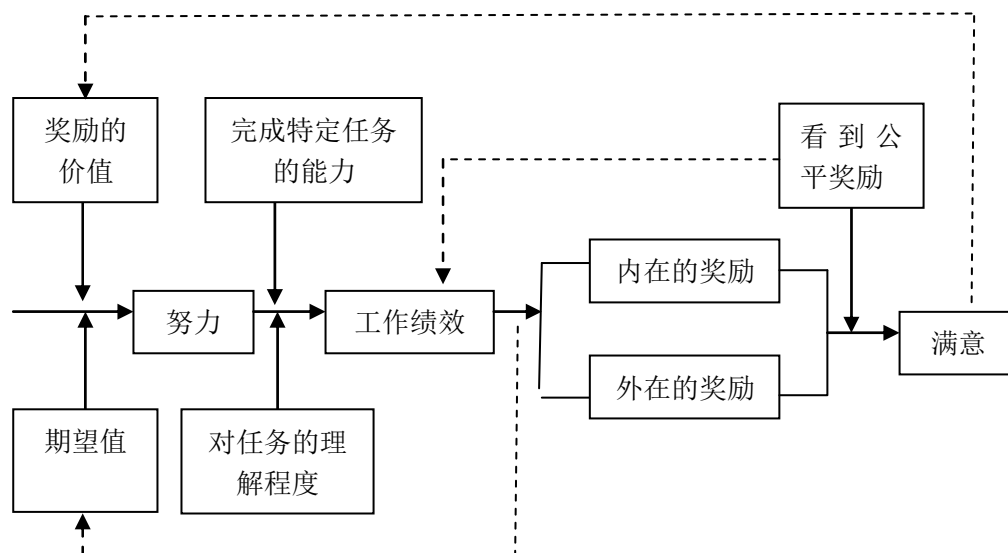 奖励的
价值
完成特定任务
的能力
看到公
平奖励
内在的奖励
努力
工作绩效
满意
外在的奖励
期望值
对任务的理
解程度